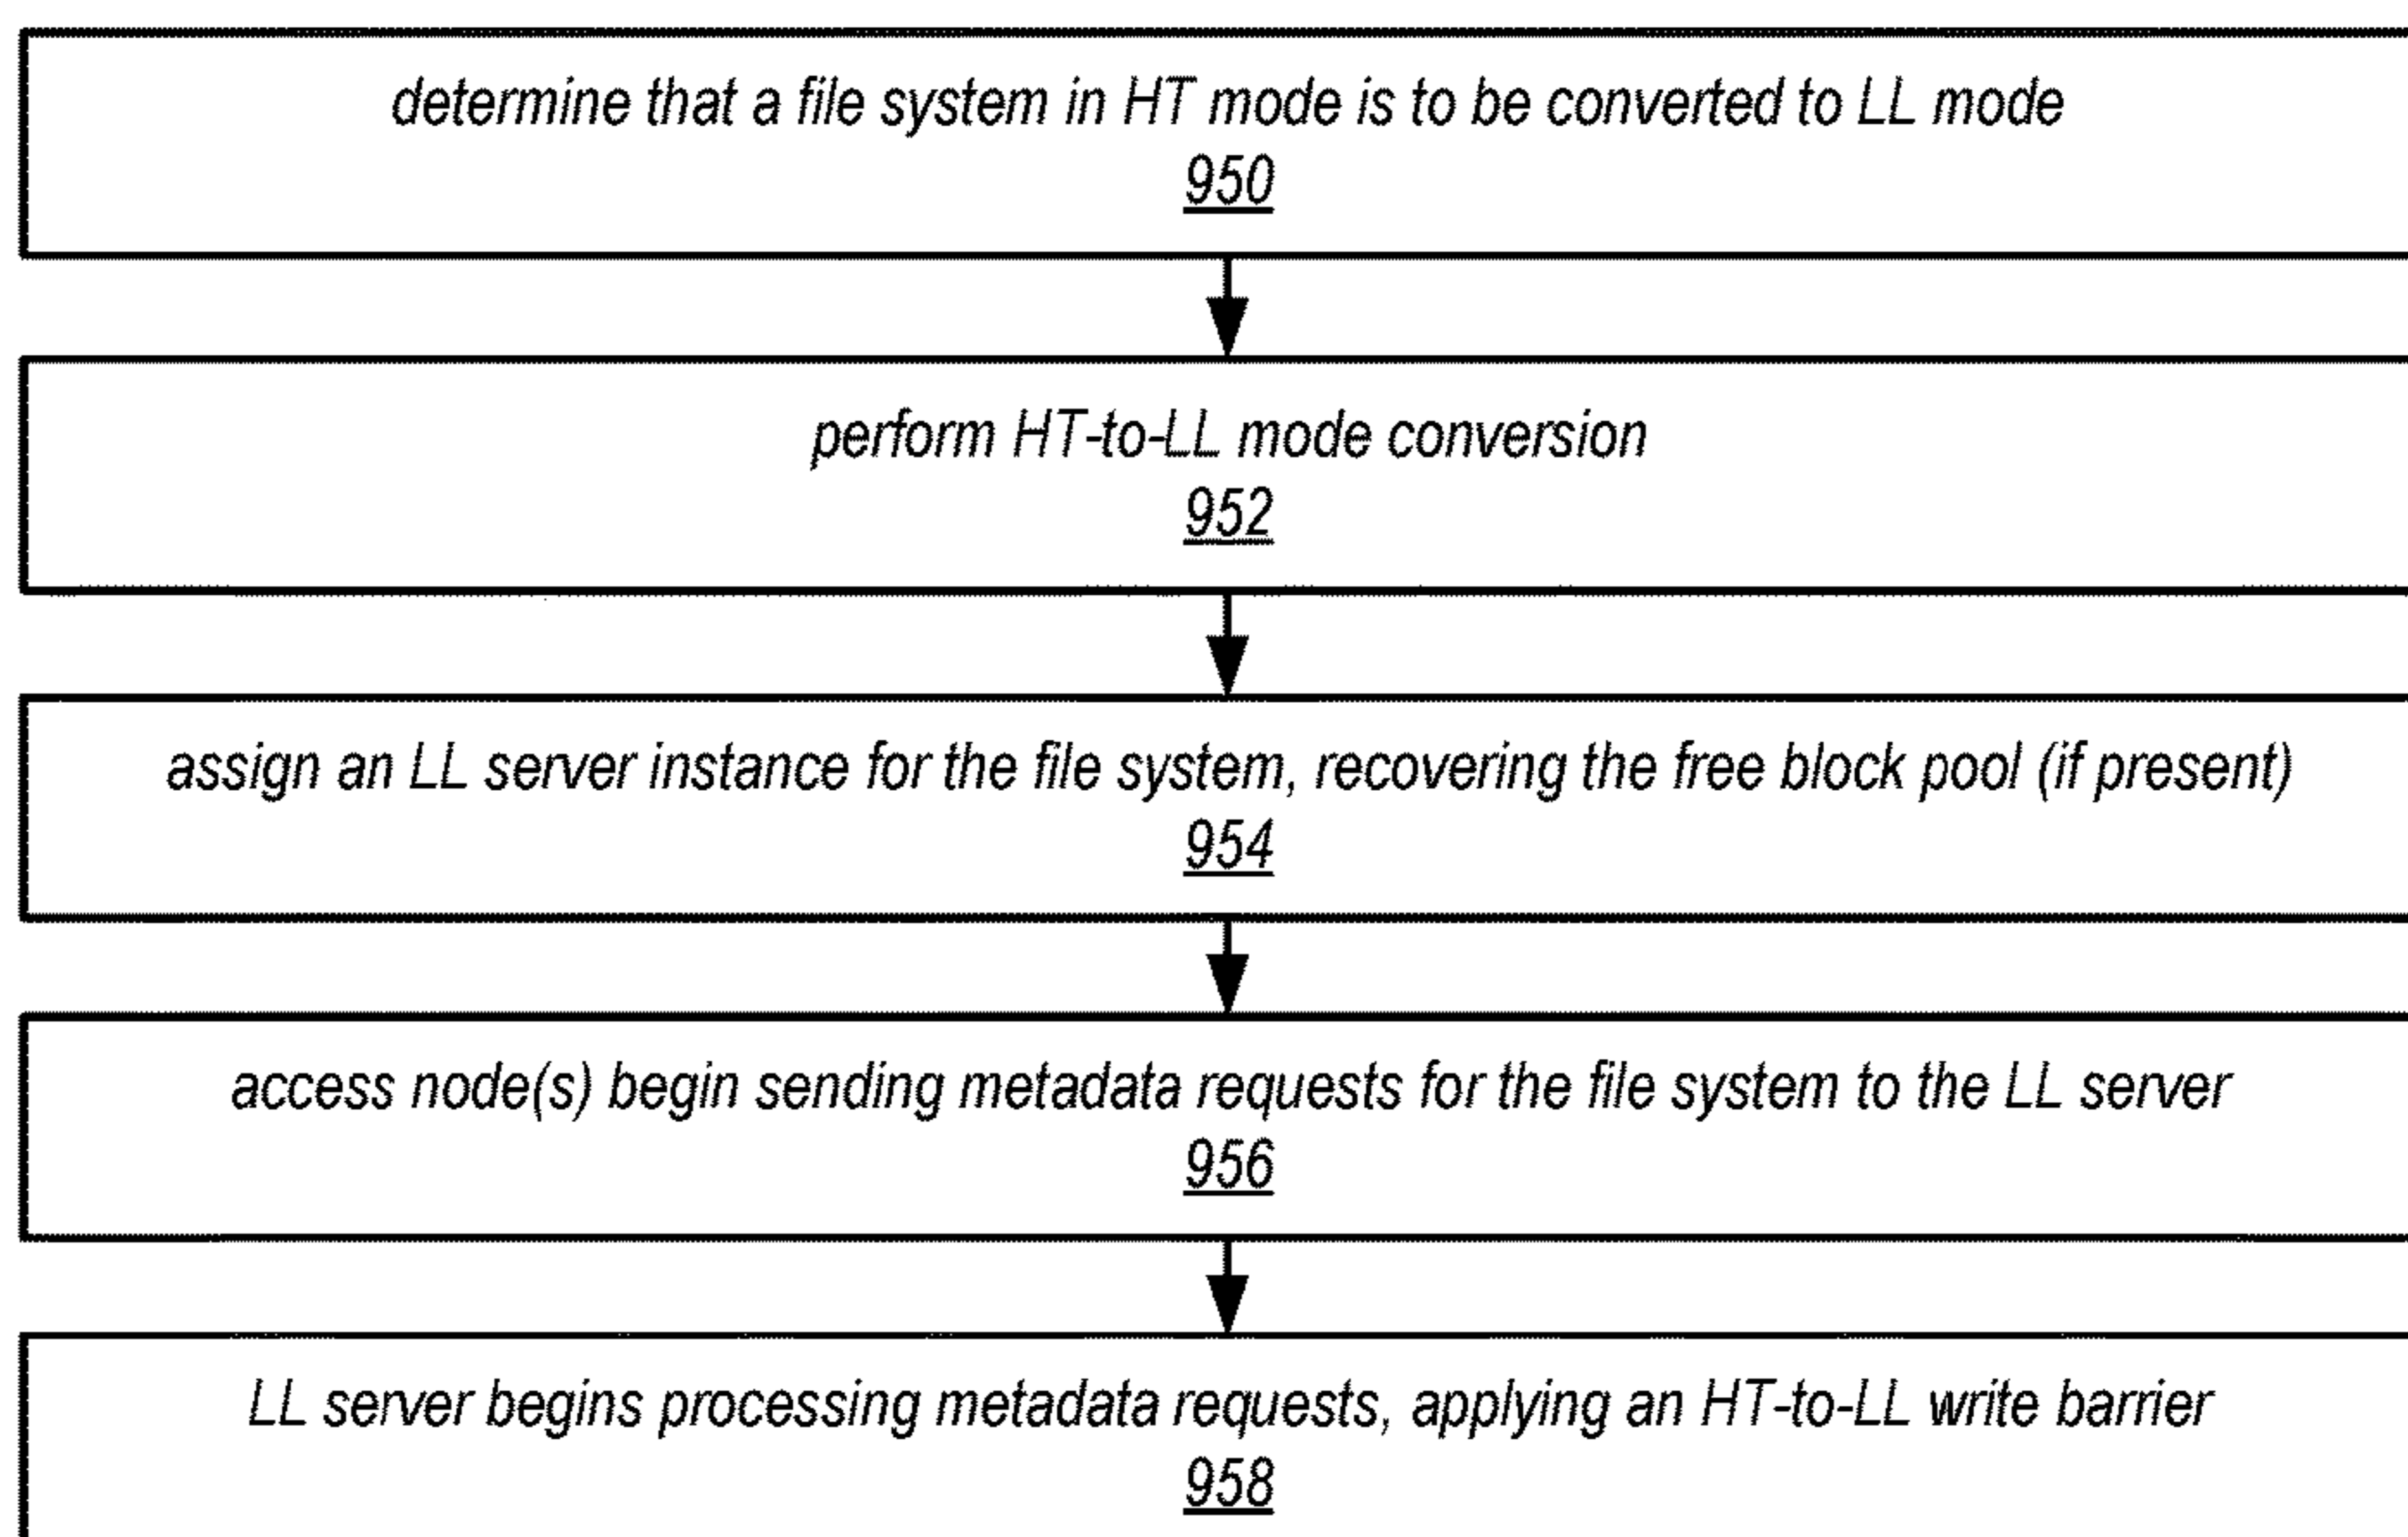 determine that a file system in HT mode is to be converted to LL mode
950
perform HT-to-LL mode conversion
952
assign an LL server instance for the file system, recovering the free block pool (if present)
954
access node(s) begin sending metadata requests for the file system to the LL server
956
LL server begins processing metadata requests, applying an HT-to-LL write barrier
958